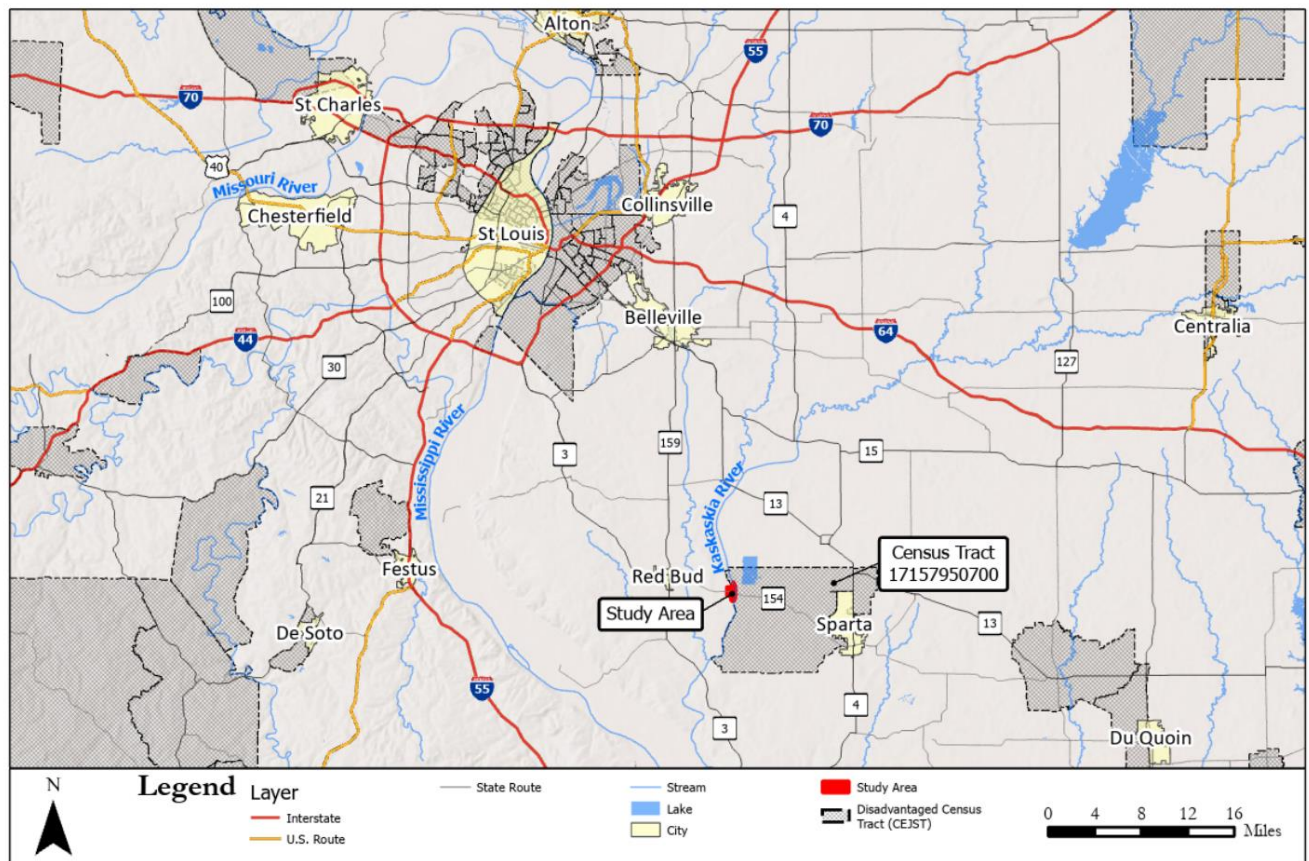 Alton
55
70
St Charles
70
40
Missouri River
Chesterfield
St Louis
Collinsville
4
100
44
30
Belleville
64
Centralia
127
Mississippi River
3
159
15
21
Kaskaskia River
13
Festus
Red Bud
Study Area
154
Census Tract
17157950700
Sparta
13
De Soto
55
3
4
Du Quoin
N
Legend
Layer
Interstate
U.S. Route
State Route
Stream
Lake
City
Study Area
Disadvantaged Census
Tract (CEJST)
0 4 8 12 16
Miles